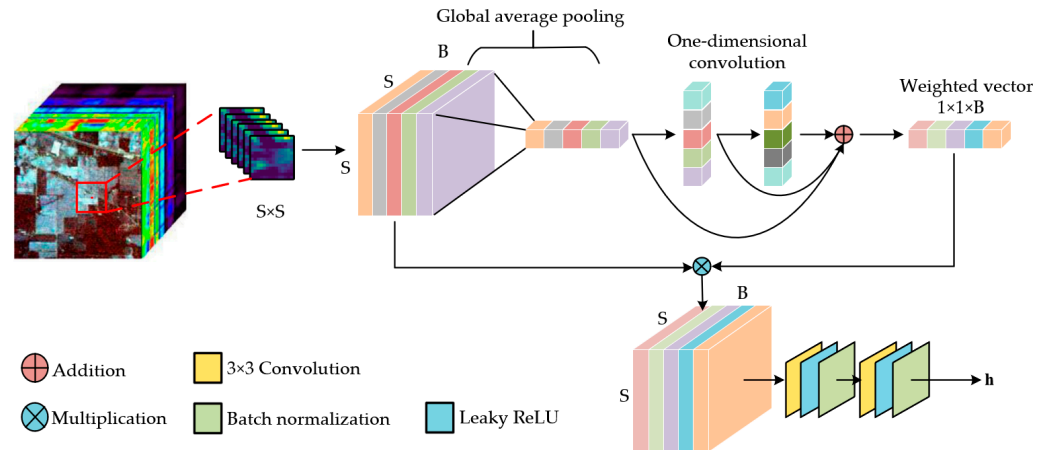 Global average pooling
B
S
S
S×S
One-dimensional
convolution
Weighted vector
1×1×B
B
S
S
h
Addition
3×3 Convolution
Multiplication
Batch normalization
Leaky ReLU